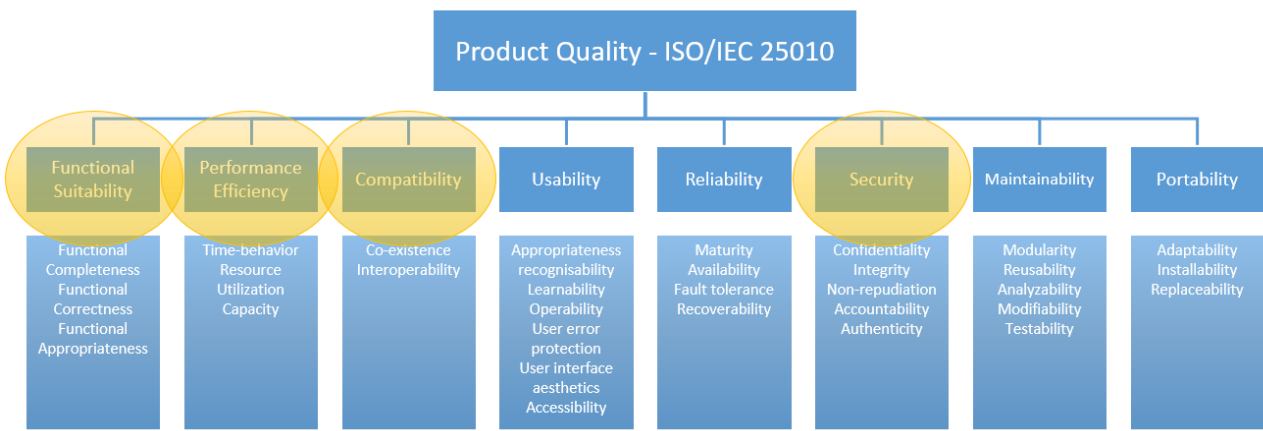 Product Quality - ISO/IEC 25010
Functional
Suitability
Performance
Efficiency
Compatibility
Usability
Reliability
Security
Maintainability
Portability
Functional
Completeness
Functional
Correctness
Functional
Appropriateness
Time-behavior
Resource
Utilization
Capacity
Co-existence
Interoperability
Appropriateness
recognisability
Learnability
Operability
User error
protection
User interface
aesthetics
Accessibility
Maturity
Availability
Fault tolerance
Recoverability
Confidentiality
Integrity
Non-repudiation
Accountability
Authenticity
Modularity
Reusability
Analyzability
Modifiability
Testability
Adaptability
Installability
Replaceability